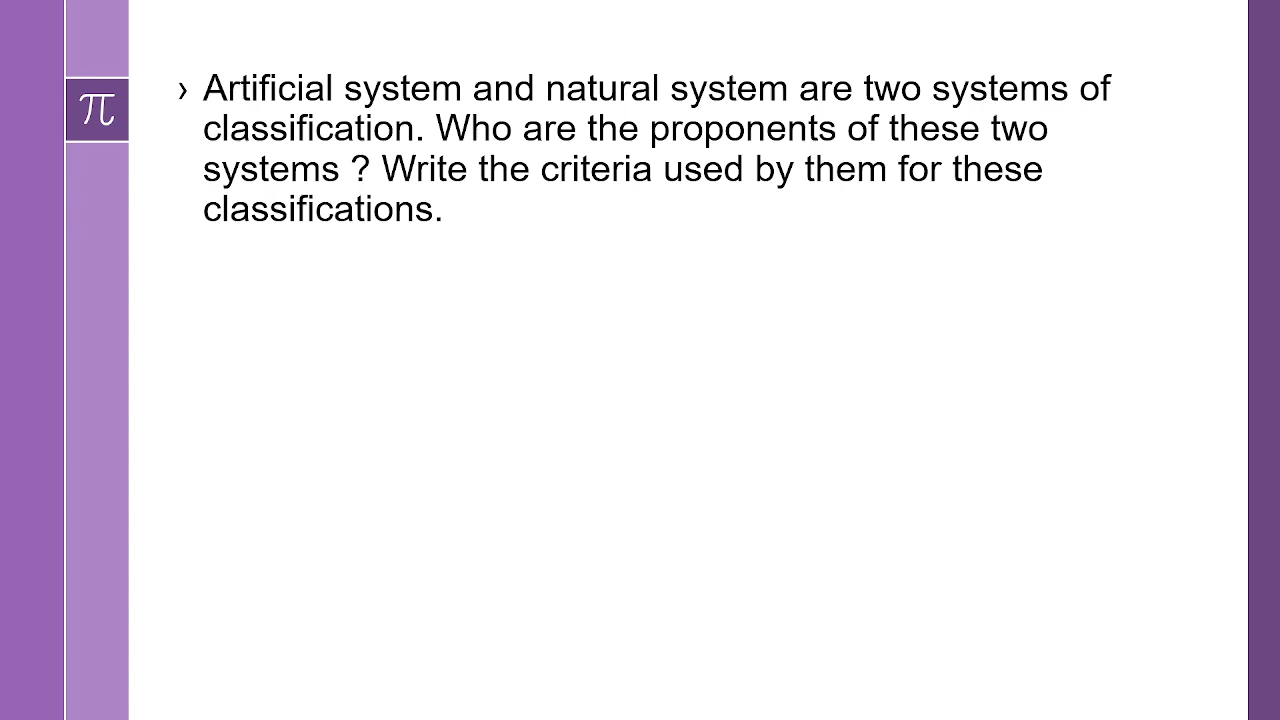 π
› Artificial system and natural system are two systems of
classification. Who are the proponents of these two
systems ? Write the criteria used by them for these
classifications.